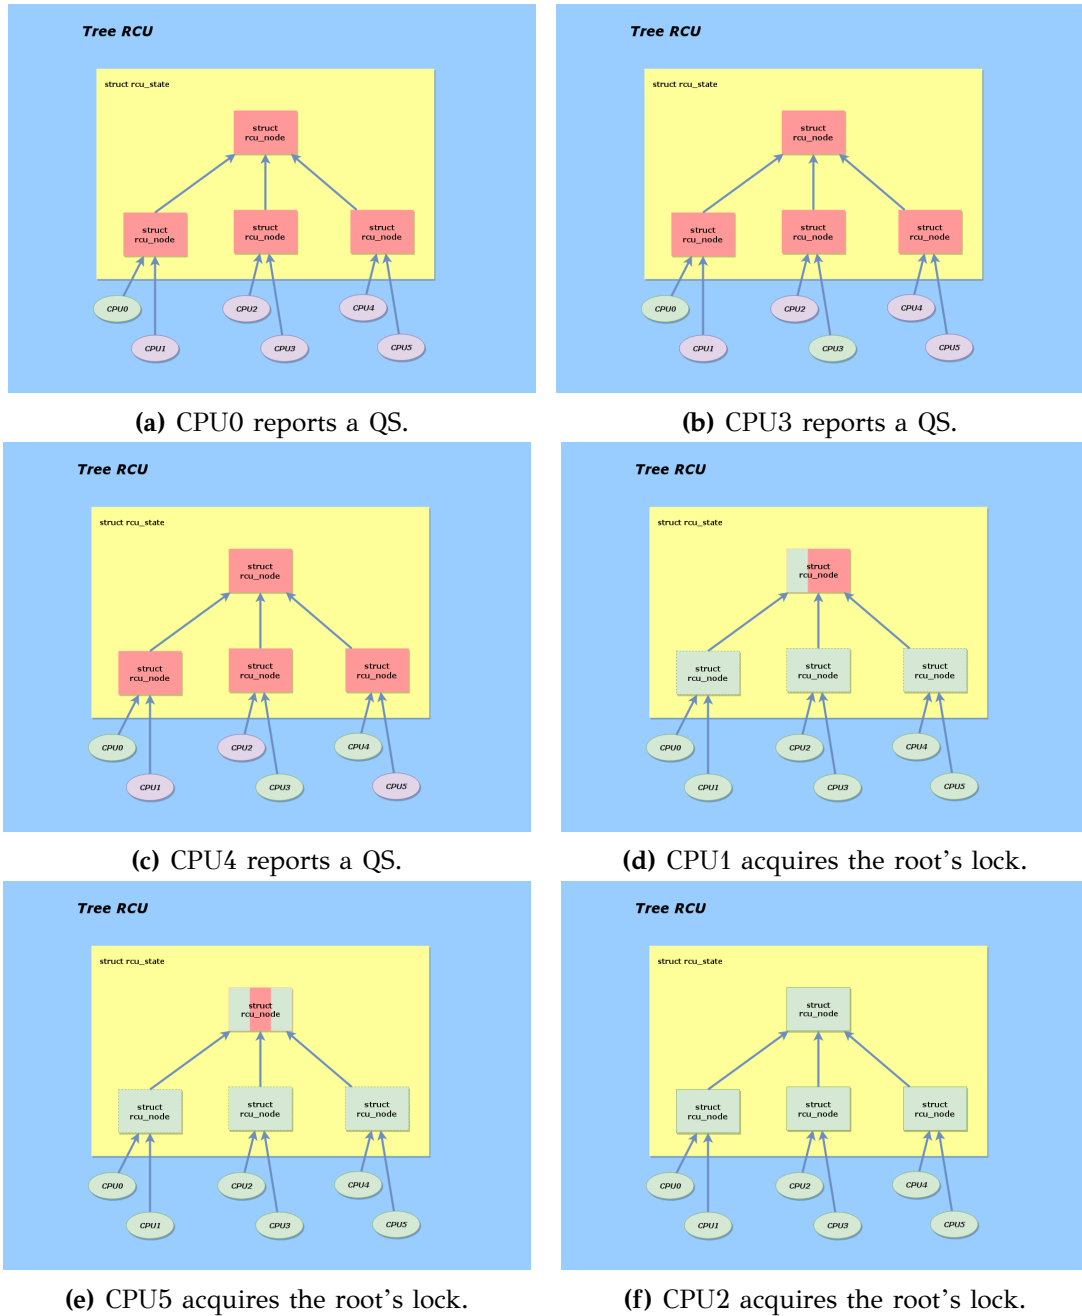 Tree RCU
struct rcu_state
struct
rcu_node
struct
rcu_node
struct
rcu_node
struct
rcu_node
CPU0
CPU2
CPU4
CPU1
CPU3
CPU5
(a) CPU0 reports a QS.
Tree RCU
struct rcu_state
struct
rcu_node
struct
rcu_node
struct
rcu_node
struct
rcu_node
CPU0
CPU2
CPU4
CPU1
CPU3
CPU5
(b) CPU3 reports a QS.
Tree RCU
struct rcu_state
struct
rcu_node
struct
rcu_node
struct
rcu_node
struct
rcu_node
CPU0
CPU2
CPU4
CPU1
CPU3
CPU5
(c) CPU4 reports a QS.
Tree RCU
struct rcu_state
struct
rcu_node
struct
rcu_node
struct
rcu_node
struct
rcu_node
CPU0
CPU2
CPU4
CPU1
CPU3
CPU5
(d) CPU1 acquires the root's lock.
Tree RCU
struct rcu_state
struct
rcu_node
struct
rcu_node
struct
rcu_node
struct
rcu_node
CPU0
CPU2
CPU4
CPU1
CPU3
CPU5
(e) CPU5 acquires the root's lock.
Tree RCU
struct rcu_state
struct
rcu_node
struct
rcu_node
struct
rcu_node
struct
rcu_node
CPU0
CPU2
CPU4
CPU1
CPU3
CPU5
(f) CPU2 acquires the root's lock.